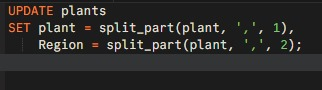 UPDATE plants
SET plant = split_part(plant, ',', 1),
    Region = split_part(plant, ',', 2);